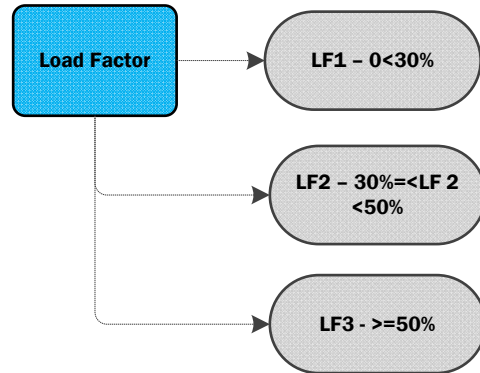 Load Factor
LF1 – 0<30%
LF2 – 30%=<LF 2
<50%
LF3 - >=50%